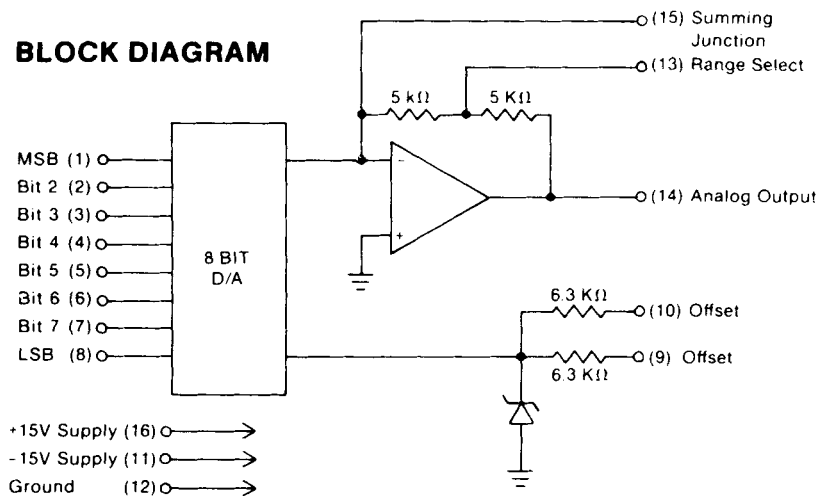 BLOCK DIAGRAM
(15) Summing
Junction
(13) Range Select
5 kΩ
5 KΩ
MSB (1)
Bit 2 (2)
Bit 3 (3)
Bit 4 (4)
Bit 5 (5)
Bit 6 (6)
Bit 7 (7)
LSB (8)
8 BIT
D/A
−
+
(14) Analog Output
6.3 KΩ
(10) Offset
(9) Offset
6.3 KΩ
+15V Supply (16)
-15V Supply (11)
Ground (12)